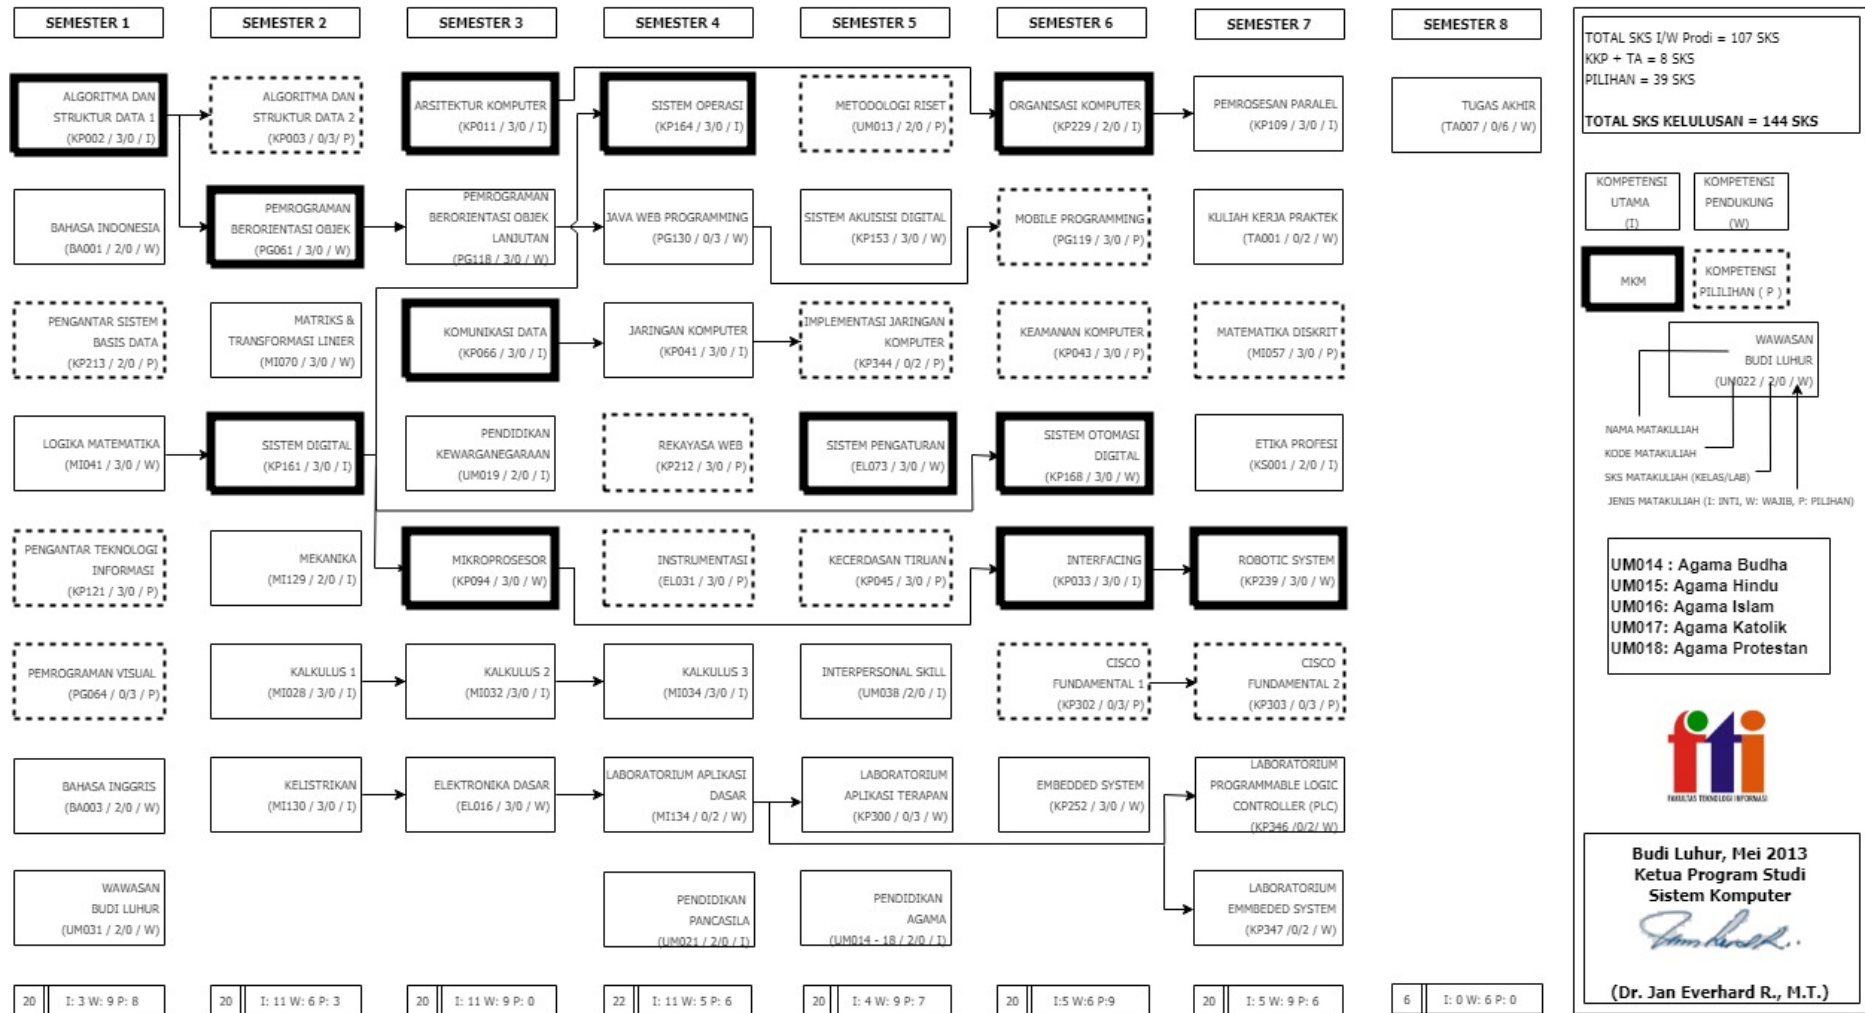 SEMESTER 1
ALGORITMA DAN
STRUKTUR DATA 1
(KP002 / 3/0 / I)
BAHASA INDONESIA
(BA001 / 2/0 / W)
PENGANTAR SISTEM
BASIS DATA
(KP213 / 2/0 / P)
LOGIKA MATEMATIKA
(MI041 / 3/0 / W)
PENGANTAR TEKNOLOGI
INFORMASI
(KP121 / 3/0 / P)
PEMROGRAMAN VISUAL
(PG064 / 0/3 / P)
BAHASA INGGRIS
(BA003 / 2/0 / W)
WAWASAN
BUDI LUHUR
(UM031 / 2/0 / W)
20 I: 3 W: 9 P: 8
SEMESTER 2
ALGORITMA DAN
STRUKTUR DATA 2
(KP003 / 0/3/ P)
PEMROGRAMAN
BERORIENTASI OBJEK
(PG061 / 3/0 / W)
MATRIKS &
TRANSFORMASI LINIER
(MI070 / 3/0 / W)
SISTEM DIGITAL
(KP161 / 3/0 / I)
MEKANIKA
(MI129 / 2/0 / I)
KALKULUS 1
(MI028 / 3/0 / I)
KELISTRIKAN
(MI130 / 3/0 / I)
20 I: 11 W: 6 P: 3
SEMESTER 3
ARSITEKTUR KOMPUTER
(KP011 / 3/0 / I)
PEMROGRAMAN
BERORIENTASI OBJEK
LANJUTAN
(PG118 / 3/0 / W)
KOMUNIKASI DATA
(KP066 / 3/0 / I)
PENDIDIKAN
KEWARGANEGARAAN
(UM019 / 2/0 / I)
MIKROPROSESOR
(KP094 / 3/0 / W)
KALKULUS 2
(MI032 /3/0 / I)
ELEKTRONIKA DASAR
(EL016 / 3/0 / W)
20 I: 11 W: 9 P: 0
SEMESTER 4
SISTEM OPERASI
(KP164 / 3/0 / I)
JAVA WEB PROGRAMMING
(PG130 / 0/3 / W)
JARINGAN KOMPUTER
(KP041 / 3/0 / I)
REKAYASA WEB
(KP212 / 3/0 / P)
INSTRUMENTASI
(EL031 / 3/0 / P)
KALKULUS 3
(MI034 /3/0 / I)
LABORATORIUM APLIKASI
DASAR
(MI134 / 0/2 / W)
PENDIDIKAN
PANCASILA
(UM021 / 2/0 / I)
22 I: 11 W: 5 P: 6
SEMESTER 5
METODOLOGI RISET
(UM013 / 2/0 / P)
SISTEM AKUISISI DIGITAL
(KP153 / 3/0 / W)
IMPLEMENTASI JARINGAN
KOMPUTER
(KP344 / 0/2 / P)
SISTEM PENGATURAN
(EL073 / 3/0 / W)
KECERDASAN TIRUAN
(KP045 / 3/0 / P)
INTERPERSONAL SKILL
(UM038 /2/0 / I)
LABORATORIUM
APLIKASI TERAPAN
(KP300 / 0/3 / W)
PENDIDIKAN
AGAMA
(UM014 - 18 / 2/0 / I)
20 I: 4 W: 9 P: 7
SEMESTER 6
ORGANISASI KOMPUTER
(KP229 / 2/0 / I)
MOBILE PROGRAMMING
(PG119 / 3/0 / P)
KEAMANAN KOMPUTER
(KP043 / 3/0 / P)
SISTEM OTOMASI
DIGITAL
(KP168 / 3/0 / W)
INTERFACING
(KP033 / 3/0 / I)
CISCO
FUNDAMENTAL 1
(KP302 / 0/3/ P)
EMBEDDED SYSTEM
(KP252 / 3/0 / W)
20 I:5 W:6 P:9
SEMESTER 7
PEMROSESAN PARALEL
(KP109 / 3/0 / I)
KULIAH KERJA PRAKTEK
(TA001 / 0/2 / W)
MATEMATIKA DISKRIT
(MI057 / 3/0 / P)
ETIKA PROFESI
(KS001 / 2/0 / I)
ROBOTIC SYSTEM
(KP239 / 3/0 / W)
CISCO
FUNDAMENTAL 2
(KP303 / 0/3 / P)
LABORATORIUM
PROGRAMMABLE LOGIC
CONTROLLER (PLC)
(KP346 /0/2/ W)
LABORATORIUM
EMMBEDED SYSTEM
(KP347 /0/2 / W)
20 I: 5 W: 9 P: 6
SEMESTER 8
TUGAS AKHIR
(TA007 / 0/6 / W)
6 I: 0 W: 6 P: 0
TOTAL SKS I/W Prodi = 107 SKS
KKP + TA = 8 SKS
PILIHAN = 39 SKS
TOTAL SKS KELULUSAN = 144 SKS
KOMPETENSI
UTAMA
(I)
KOMPETENSI
PENDUKUNG
(W)
MKM
KOMPETENSI
PILILIHAN ( P )
WAWASAN
BUDI LUHUR
(UM022 / 2/0 / W)
NAMA MATAKULIAH
KODE MATAKULIAH
SKS MATAKULIAH (KELAS/LAB)
JENIS MATAKULIAH (I: INTI, W: WAJIB, P: PILIHAN)
UM014 : Agama Budha
UM015: Agama Hindu
UM016: Agama Islam
UM017: Agama Katolik
UM018: Agama Protestan
fti
FAKULTAS TEKNOLOGI INFORMASI
Budi Luhur, Mei 2013
Ketua Program Studi
Sistem Komputer
(Dr. Jan Everhard R., M.T.)